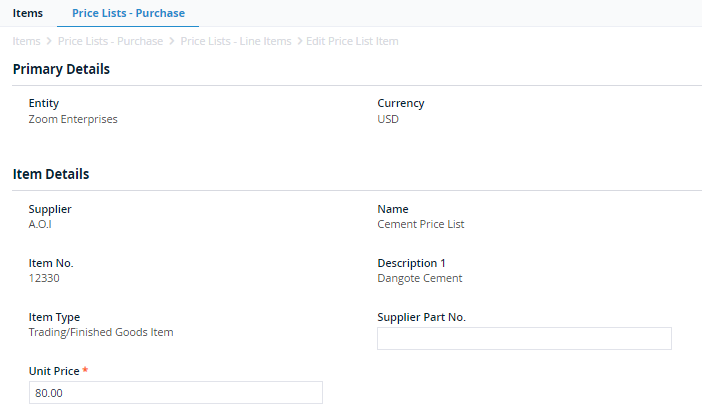 Items Price Lists - Purchase
Items > Price Lists - Purchase > Price Lists - Line Items > Edit Price List Item
Primary Details
Entity Currency
Zoom Enterprises USD
Item Details
Supplier Name
A.O.I Cement Price List
Item No. Description 1
12330 Dangote Cement
Item Type Supplier Part No.
Trading/Finished Goods Item
Unit Price *
80.00